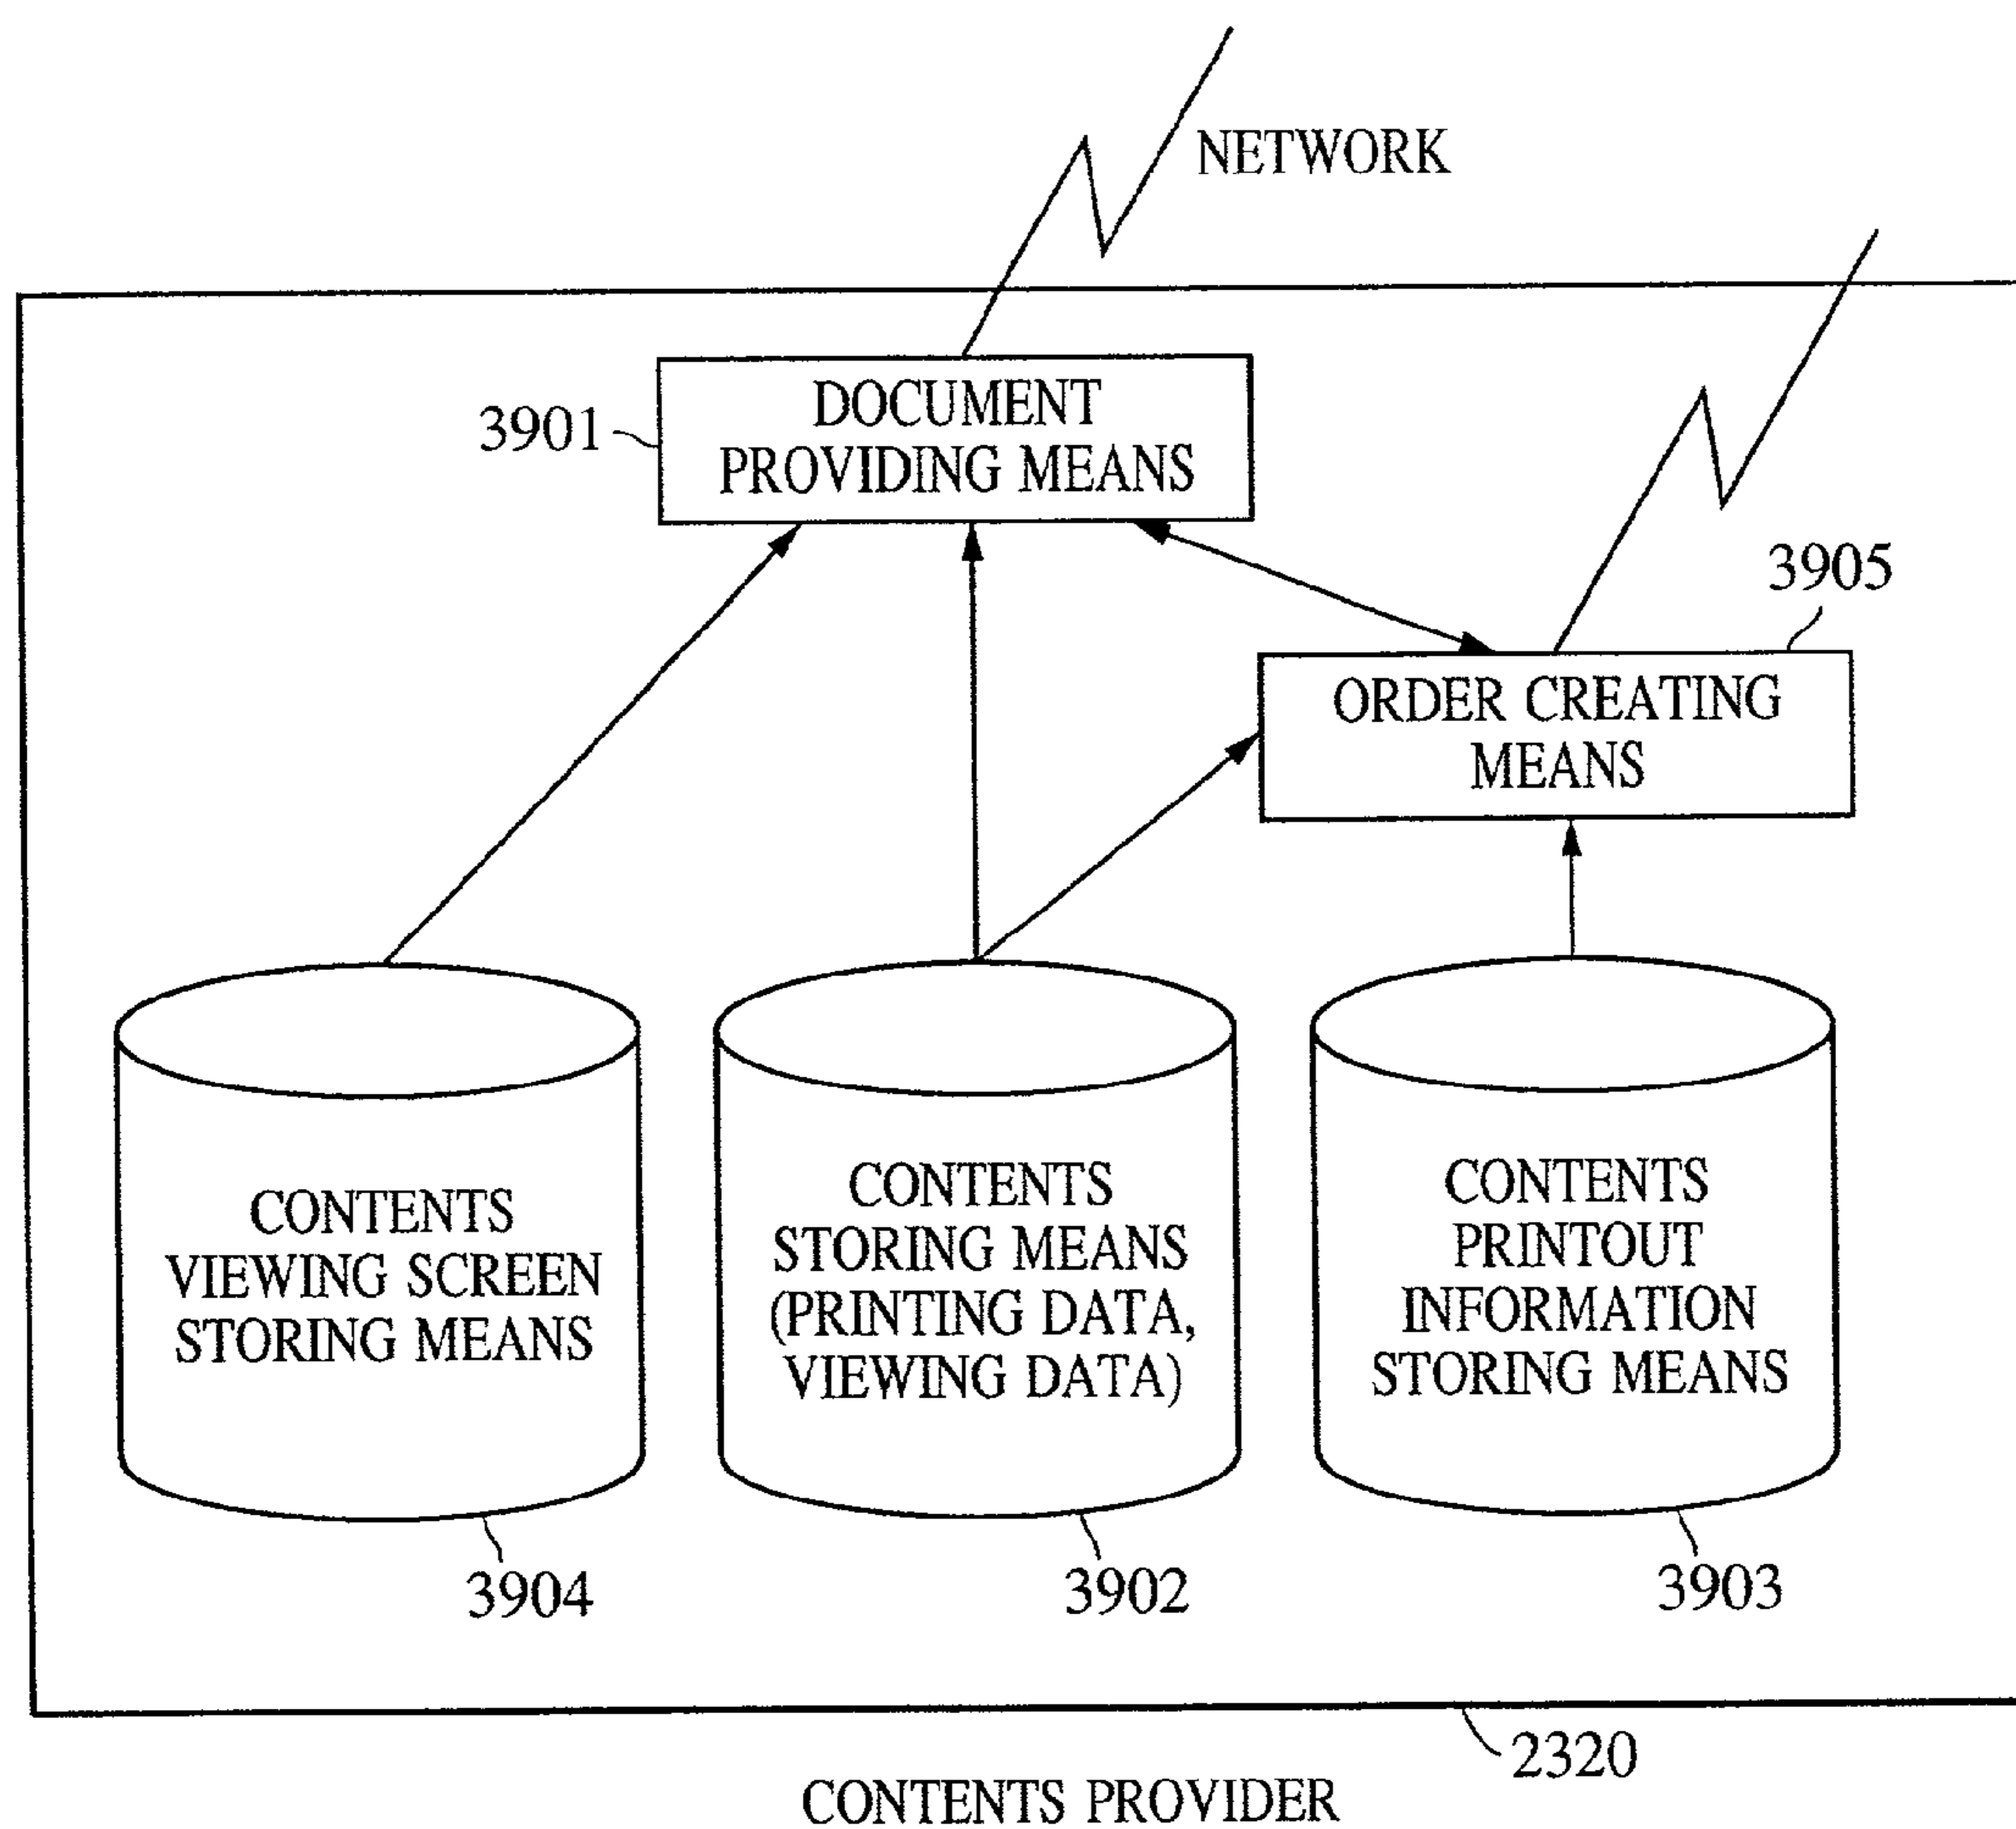 NETWORK
DOCUMENT
PROVIDING MEANS
3901
3905
ORDER CREATING
MEANS
CONTENTS
VIEWING SCREEN
STORING MEANS
CONTENTS
STORING MEANS
(PRINTING DATA,
VIEWING DATA)
CONTENTS
PRINTOUT
INFORMATION
STORING MEANS
3904
3902
3903
2320
CONTENTS PROVIDER